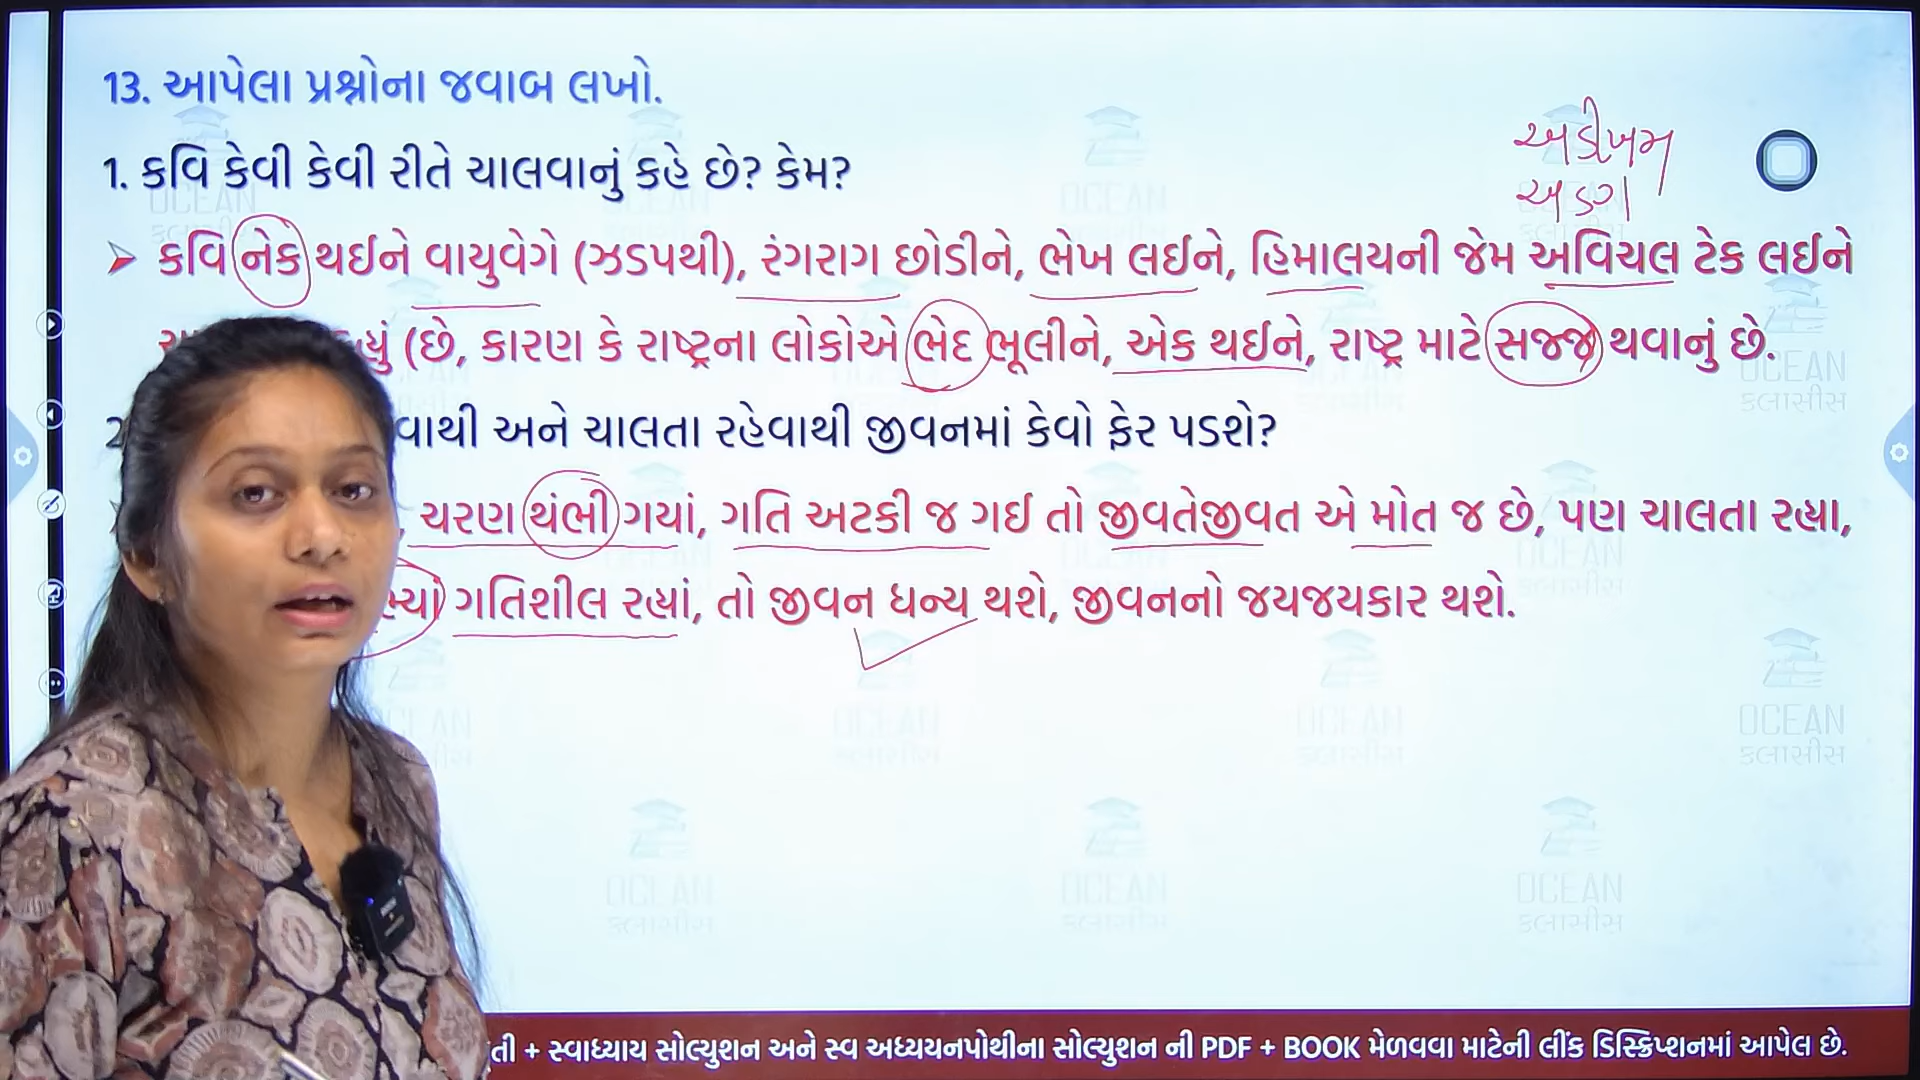 13. આપેલા પ્રશ્નોના જવાબ લખો.
અડીખમ
અડગ
1. કવિ કેવી કેવી રીતે ચાલવાનું કહે છે? કેમ?
➤ કવિ નેક થઈને વાયુવેગે (ઝડપથી), રંગરાગ છોડીને, ભેખ લઈને, હિમાલયની જેમ અવિચલ ટેક લઈને
(છે, કારણ કે રાષ્ટ્રના લોકોએ ભેદ ભૂલીને, એક થઈને, રાષ્ટ્ર માટે સજ્જ થવાનું છે.
અને ચાલતા રહેવાથી જીવનમાં કેવો ફેર પડશે?
ચરણ થંભી ગયાં, ગતિ અટકી જ ગઈ તો જીવતેજીવત એ મોત જ છે, પણ ચાલતા રહ્યા,
ગતિશીલ રહ્યાં, તો જીવન ધન્ય થશે, જીવનનો જયજયકાર થશે.
+ સ્વાધ્યાય સોલ્યુશન અને સ્વ અધ્યયનપોથીના સોલ્યુશન ની PDF + BOOK મેળવવા માટેની લીંક ડિસ્ક્રિપ્શનમાં આપેલ છે.
OCEAN
કલાસીસ